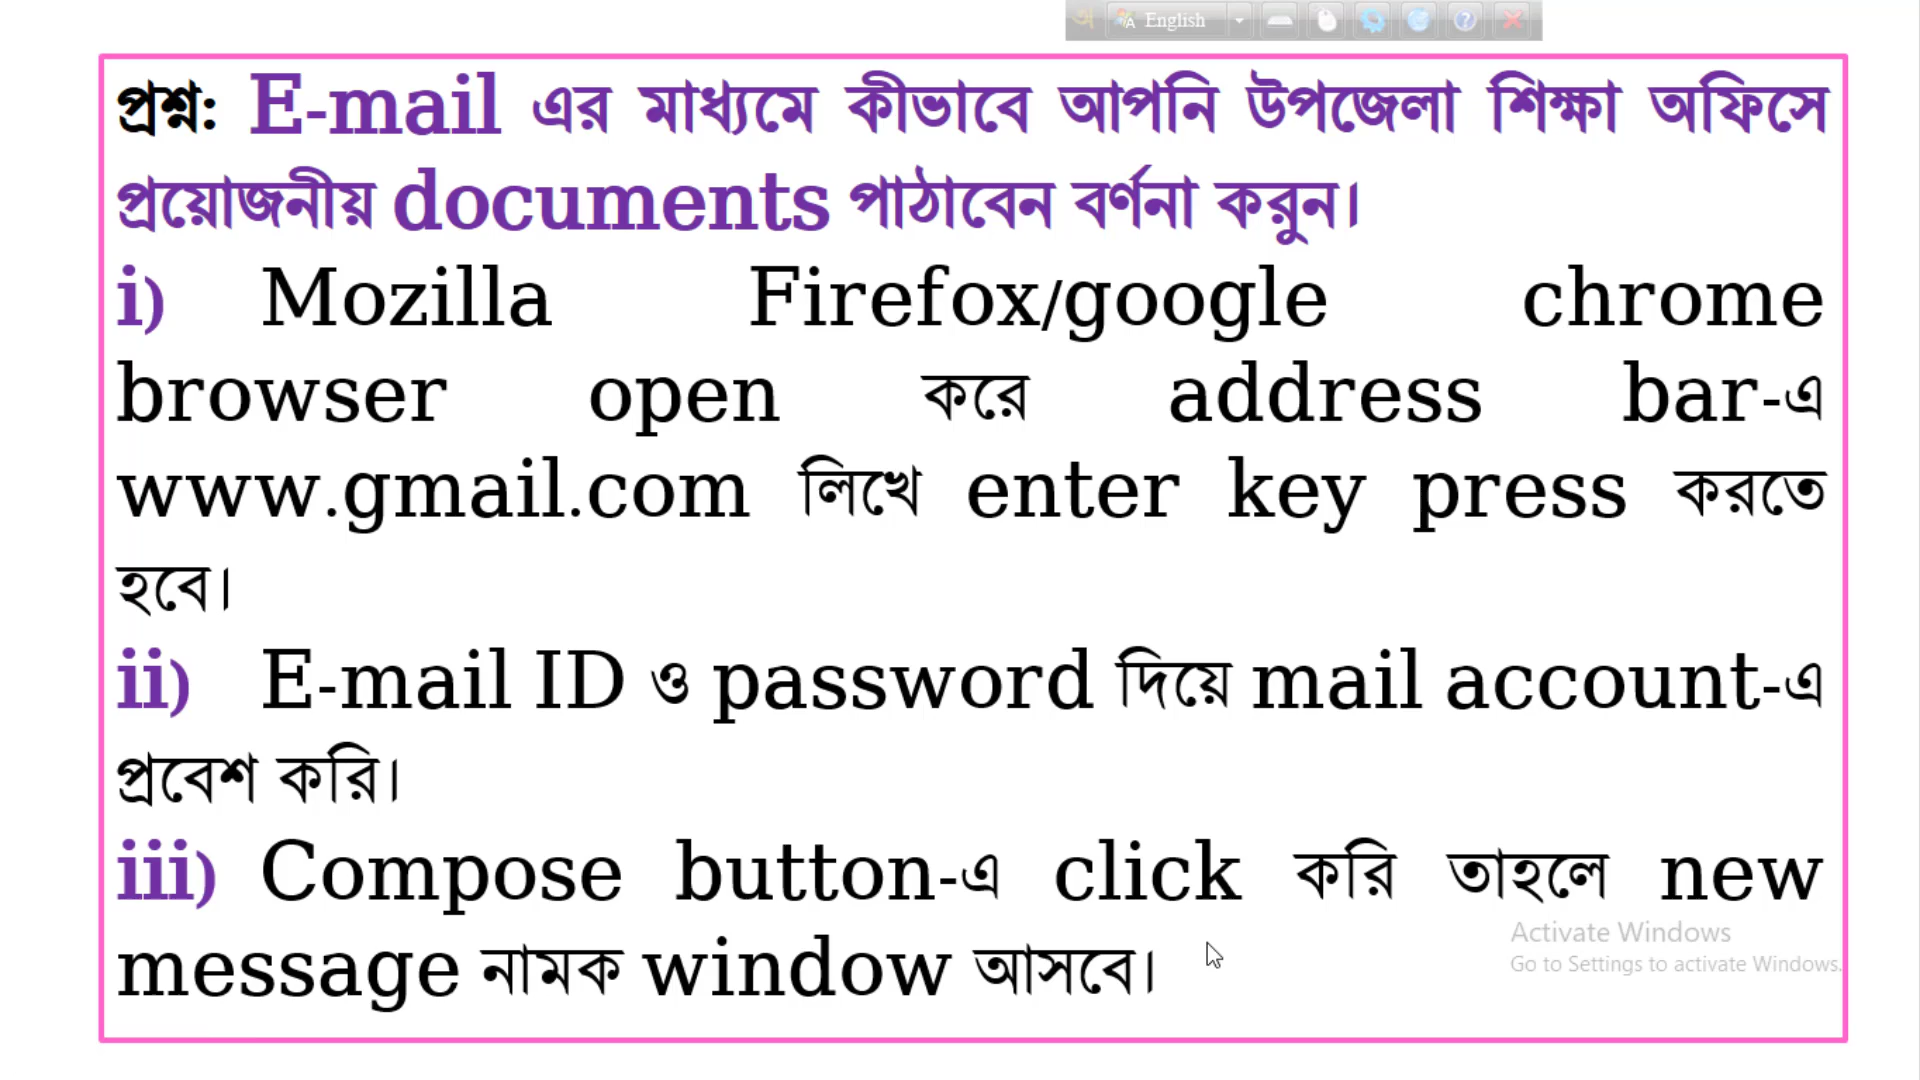 অ English
প্রশ্ন: E-mail এর মাধ্যমে কীভাবে আপনি উপজেলা শিক্ষা অফিসে
প্রয়োজনীয় documents পাঠাবেন বর্ণনা করুন।
i) Mozilla Firefox/google chrome
browser open করে address bar-এ
www.gmail.com লিখে enter key press করতে
হবে।
ii) E-mail ID ও password দিয়ে mail account-এ
প্রবেশ করি।
iii) Compose button-এ click করি তাহলে new
message নামক window আসবে।
Activate Windows
Go to Settings to activate Windows.